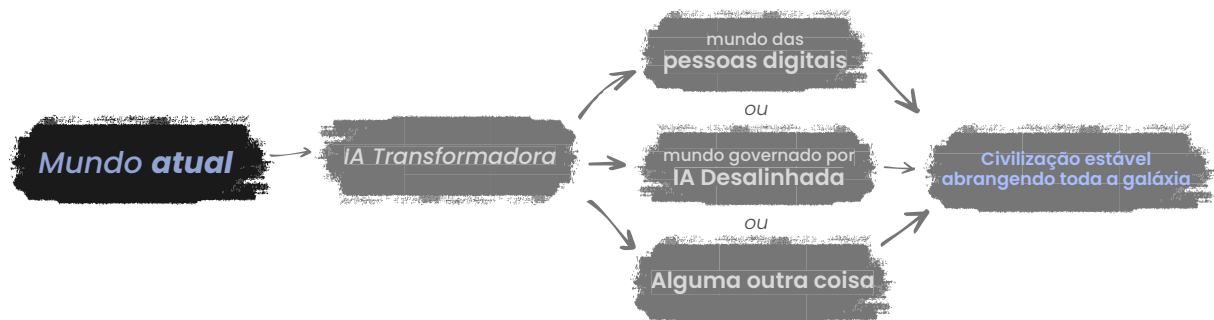 Mundo atual
IA Transformadora
mundo das
pessoas digitais
ou
mundo governado por
IA Desalinhada
ou
Alguma outra coisa
Civilização estável
abrangendo toda a galáxia